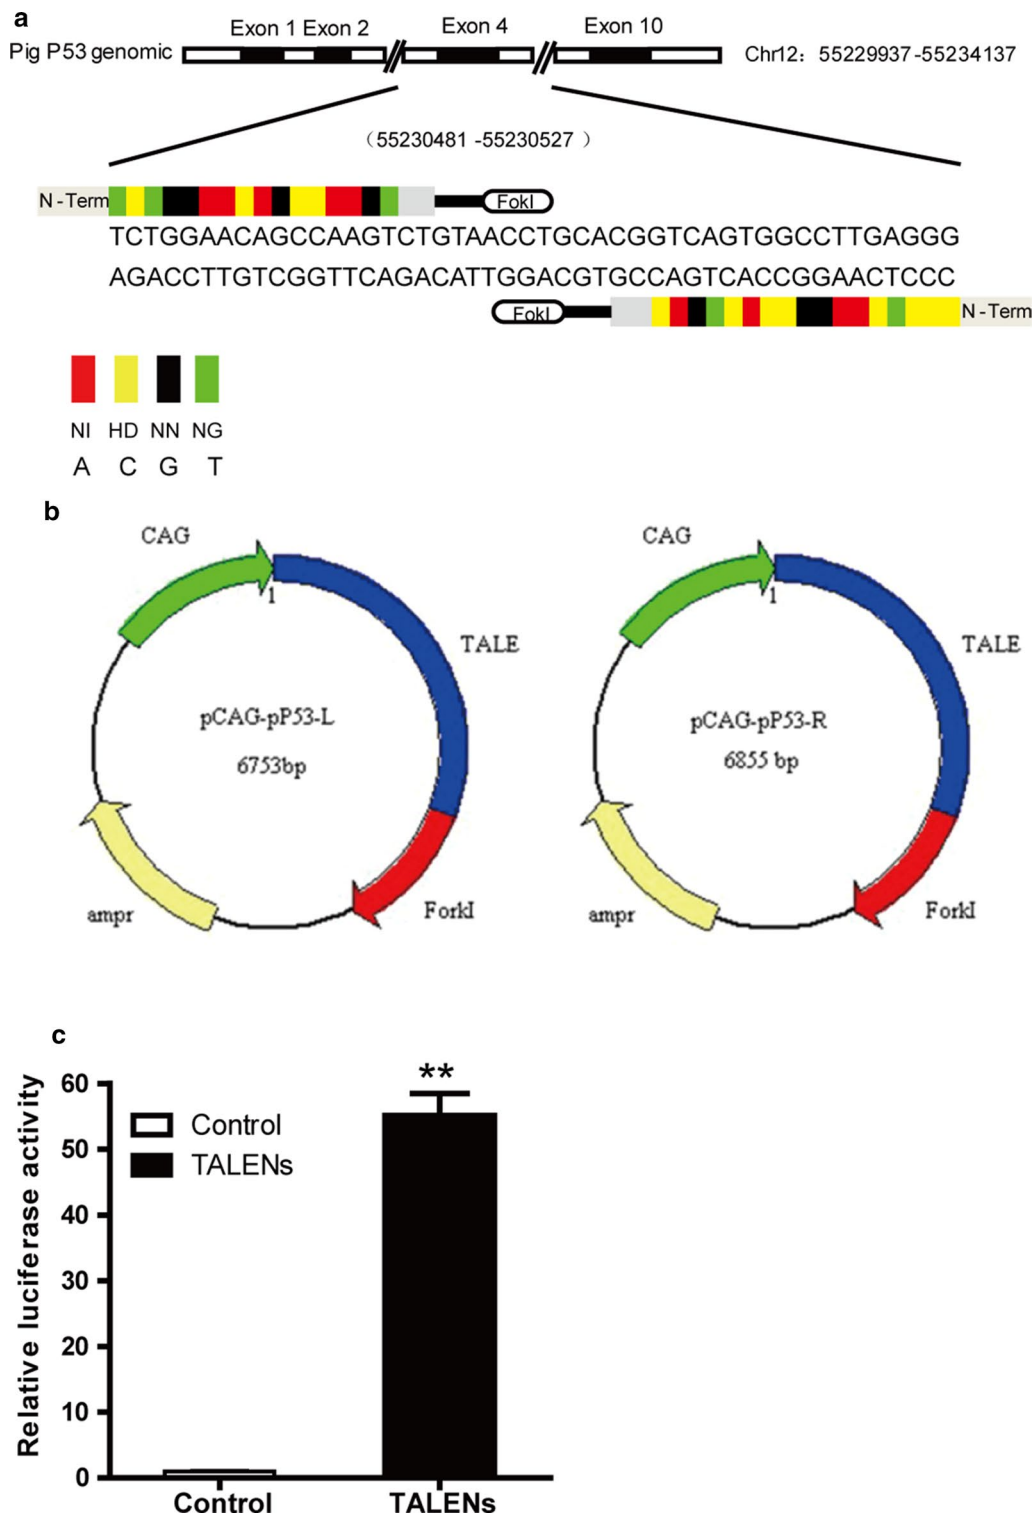 a
Exon 1 Exon 2 Exon 4 Exon 10
Pig P53 genomic Chr12: 55229937-55234137
(55230481 -55230527 )
N-Term FokI
TCTGGAACAGCCAAGTCTGTAACCTGCACGGTCAGTGGCCTTGAGGG
AGACCTTGTCGGTTCAGACATTGGACGTGCCAGTCACCGGAACTCCC
FokI N-Term
NI HD NN NG
A C G T
b
CAG CAG
1 1
TALE TALE
pCAG-pP53-L pCAG-pP53-R
6753bp 6855 bp
ampr ForkI ampr ForkI
c
Relative luciferase activity
60
50
40
30
20
10
0
**
Control
TALENs
Control TALENs